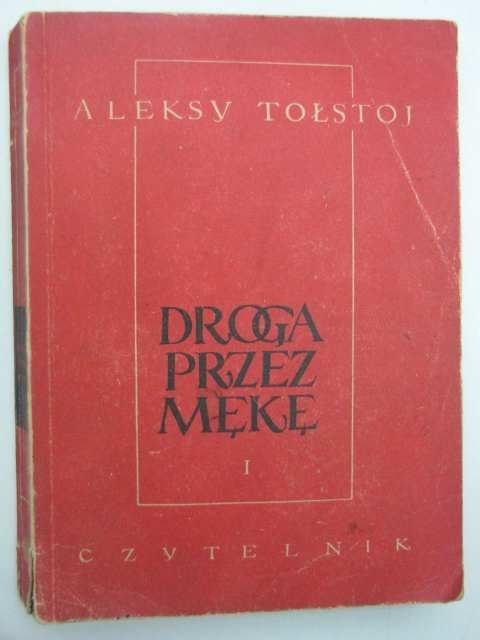 ALEKSY TOŁSTOJ
DROGA
PRZEZ
MĘKĘ
I
CZYTELNIK